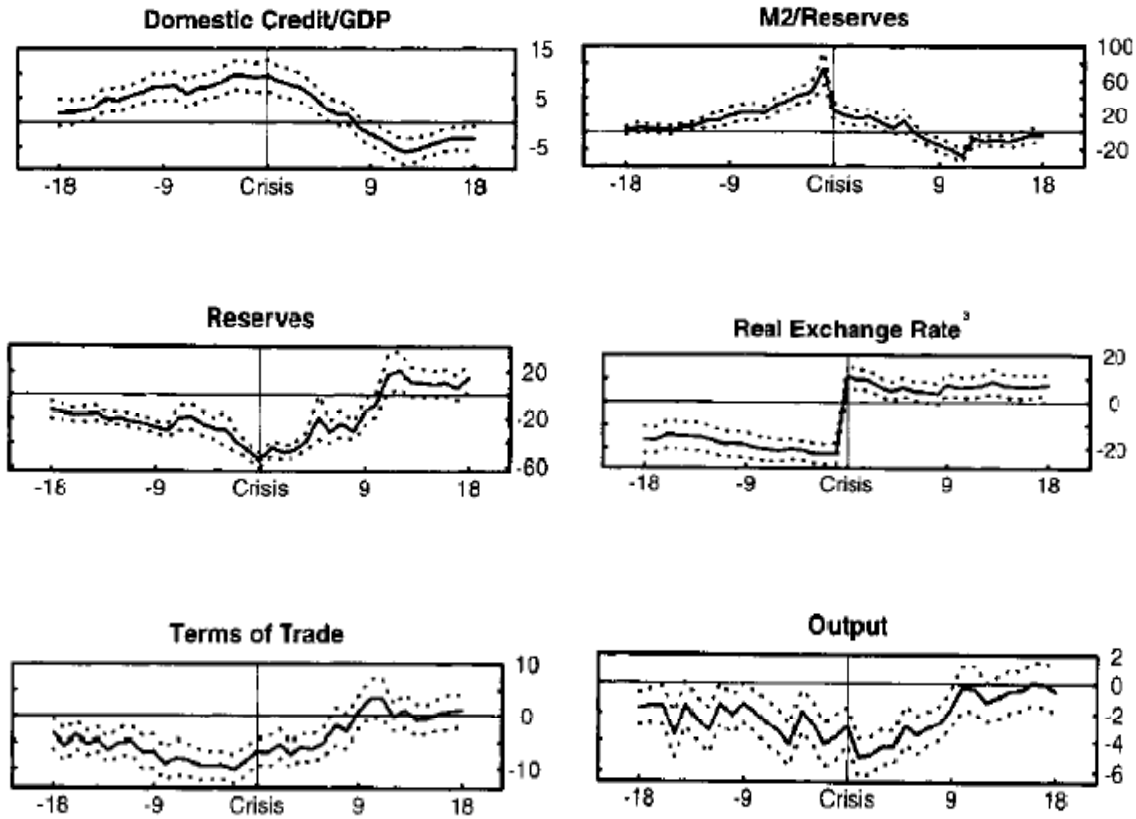 Domestic Credit/GDP
15
5
-5
-18 -9 Crisis 9 18
M2/Reserves
100
60
20
-20
-18 -9 Crisis 9 18
Reserves
20
-20
-60
-18 -9 Crisis 9 18
Real Exchange Rate³
20
0
-20
-18 -9 Crisis 9 18
Terms of Trade
10
0
-10
-18 -9 Crisis 9 18
Output
2
0
-2
-4
-6
-18 -9 Crisis 9 18